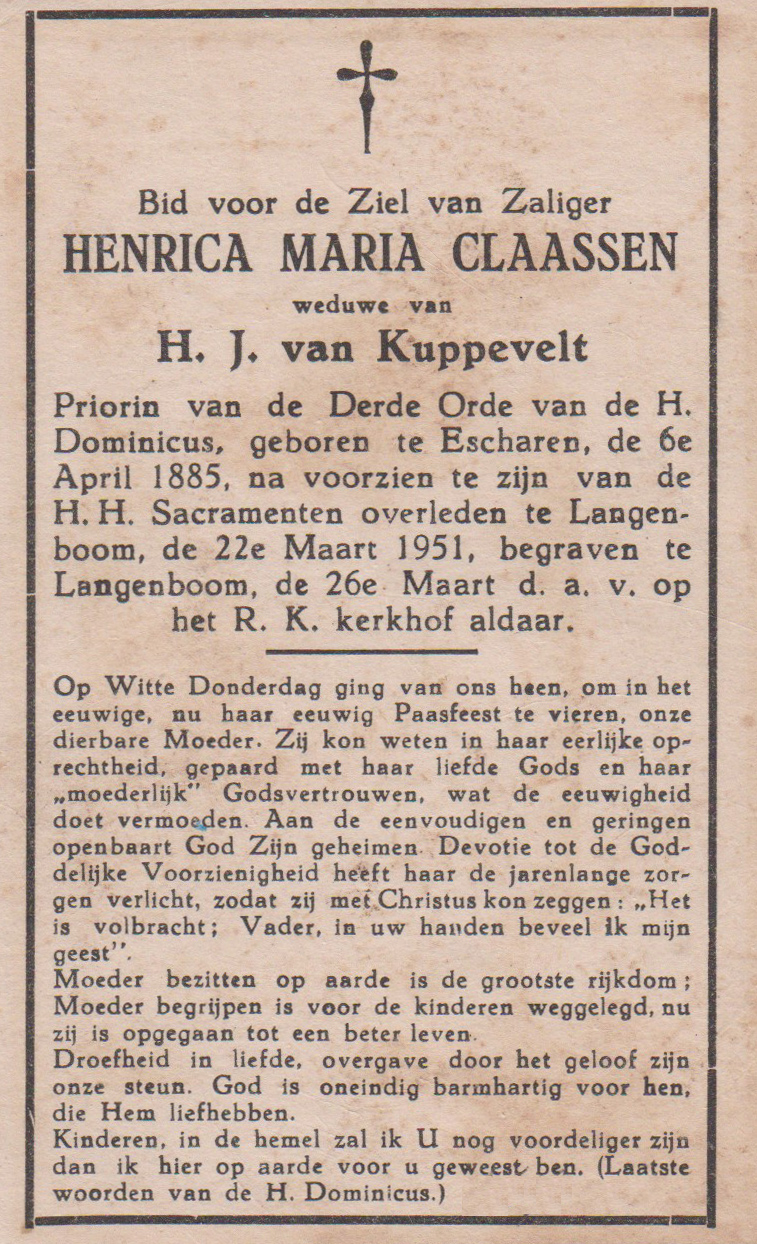 Bid voor de Ziel van Zaliger
HENRICA MARIA CLAASSEN
weduwe van
H. J. van Kuppevelt
Priorin van de Derde Orde van de H.
Dominicus, geboren te Escharen, de 6e
April 1885, na voorzien te zijn van de
H. H. Sacramenten overleden te Langen-
boom, de 22e Maart 1951, begraven te
Langenboom, de 26e Maart d. a. v. op
het R. K. kerkhof aldaar.
Op Witte Donderdag ging van ons heen, om in het
eeuwige, nu haar eeuwig Paasfeest te vieren, onze
dierbare Moeder. Zij kon weten in haar eerlijke op-
rechtheid, gepaard met haar liefde Gods en haar
„moederlijk" Godsvertrouwen, wat de eeuwigheid
doet vermoeden. Aan de eenvoudigen en geringen
openbaart God Zijn geheimen. Devotie tot de God-
delijke Voorzienigheid heeft haar de jarenlange zor-
gen verlicht, zodat zij met Christus kon zeggen: „Het
is volbracht; Vader, in uw handen beveel ik mijn
geest".
Moeder bezitten op aarde is de grootste rijkdom;
Moeder begrijpen is voor de kinderen weggelegd, nu
zij is opgegaan tot een beter leven.
Droefheid in liefde, overgave door het geloof zijn
onze steun. God is oneindig barmhartig voor hen,
die Hem liefhebben.
Kinderen, in de hemel zal ik U nog voordeliger zijn
dan ik hier op aarde voor u geweest ben. (Laatste
woorden van de H. Dominicus.)